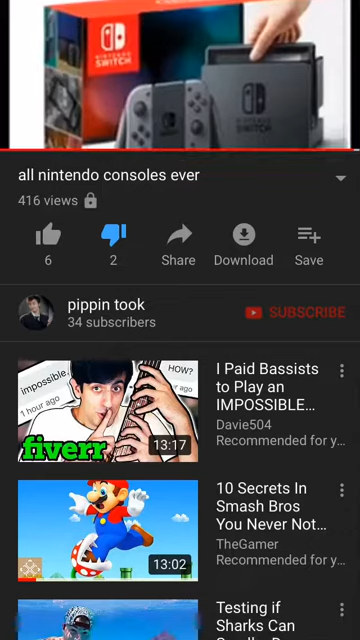 NINTENDO
SWITCH
SWITCH
all nintendo consoles ever
416 views
6
2
Share
Download
Save
pippin took
34 subscribers
SUBSCRIBE
impossible
HOW?
1 hour ago
ago
fiverr
13:17
I Paid Bassists
to Play an
IMPOSSIBLE...
Davie504
Recommended for y...
13:02
10 Secrets In
Smash Bros
You Never Not...
TheGamer
Recommended for y...
Testing if
Sharks Can